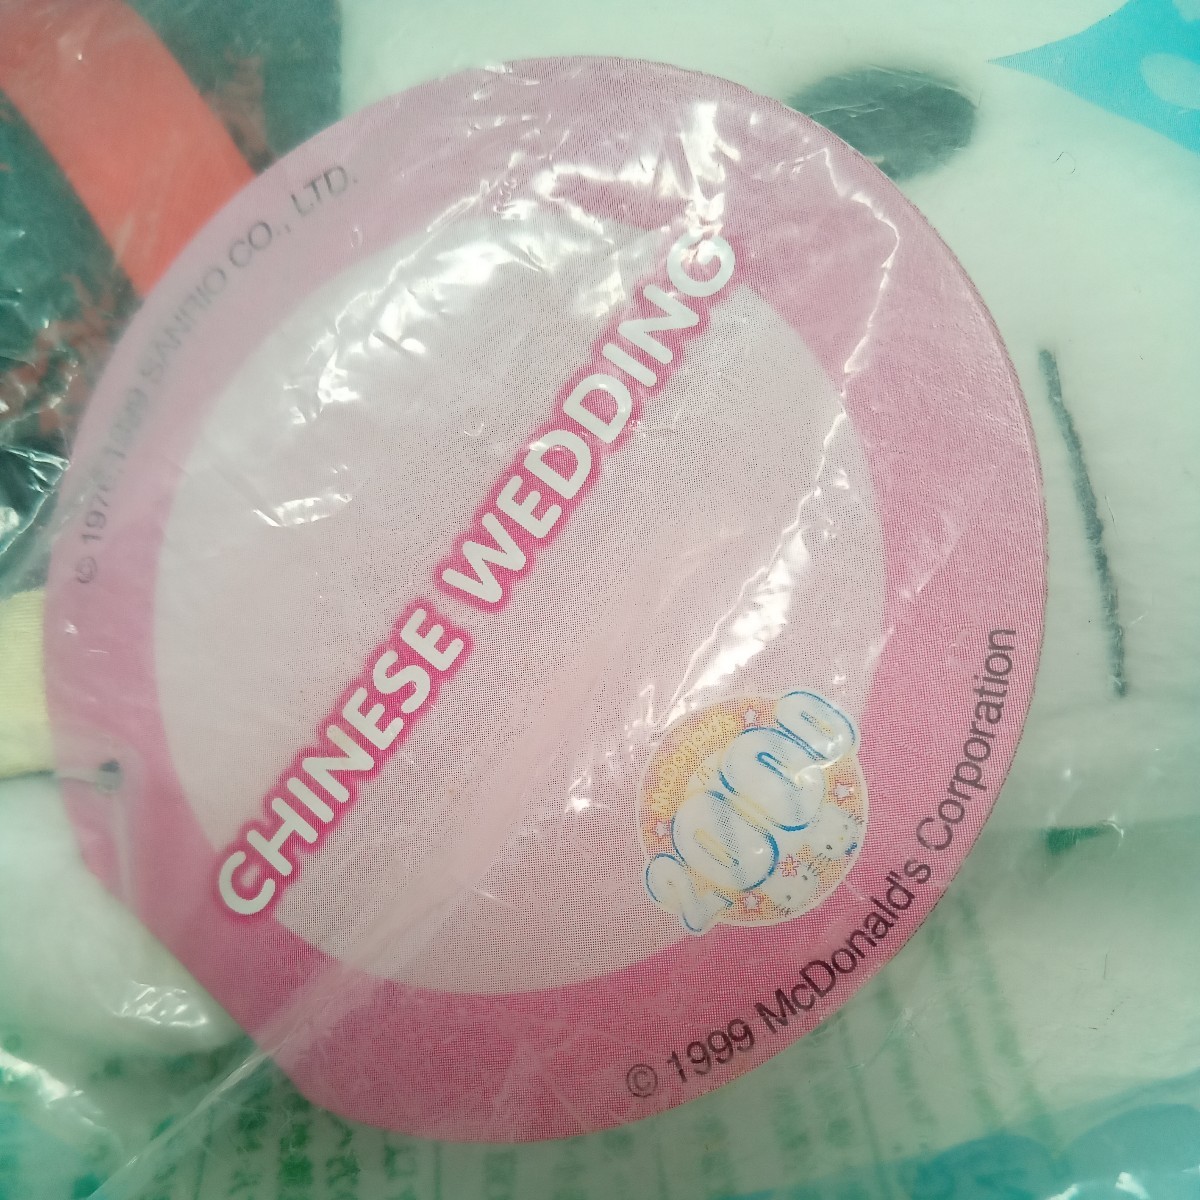 © 1976, 1999 SANRIO CO., LTD.
CHINESE WEDDING
McDonald's
2000
© 1999 McDonald's Corporation